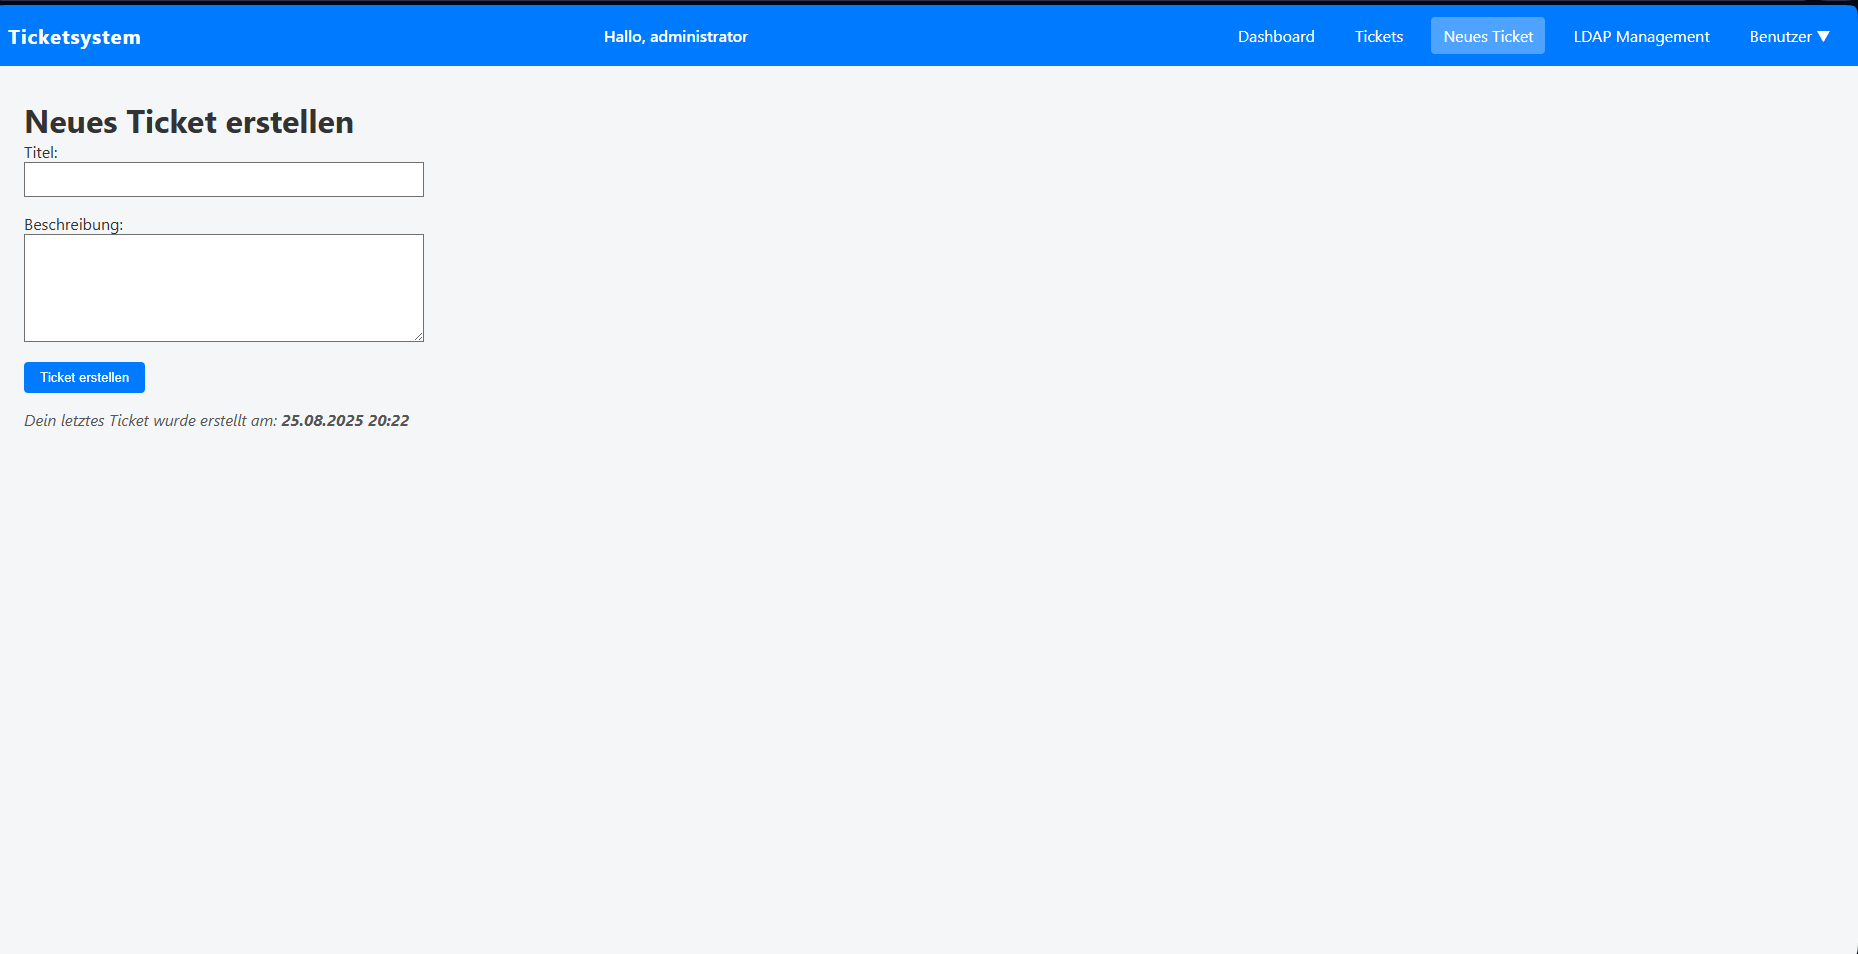 Ticketsystem
Hallo, administrator
Dashboard
Tickets
Neues Ticket
LDAP Management
Benutzer ▼
Neues Ticket erstellen
Titel:
Beschreibung:
Ticket erstellen
Dein letztes Ticket wurde erstellt am: 25.08.2025 20:22